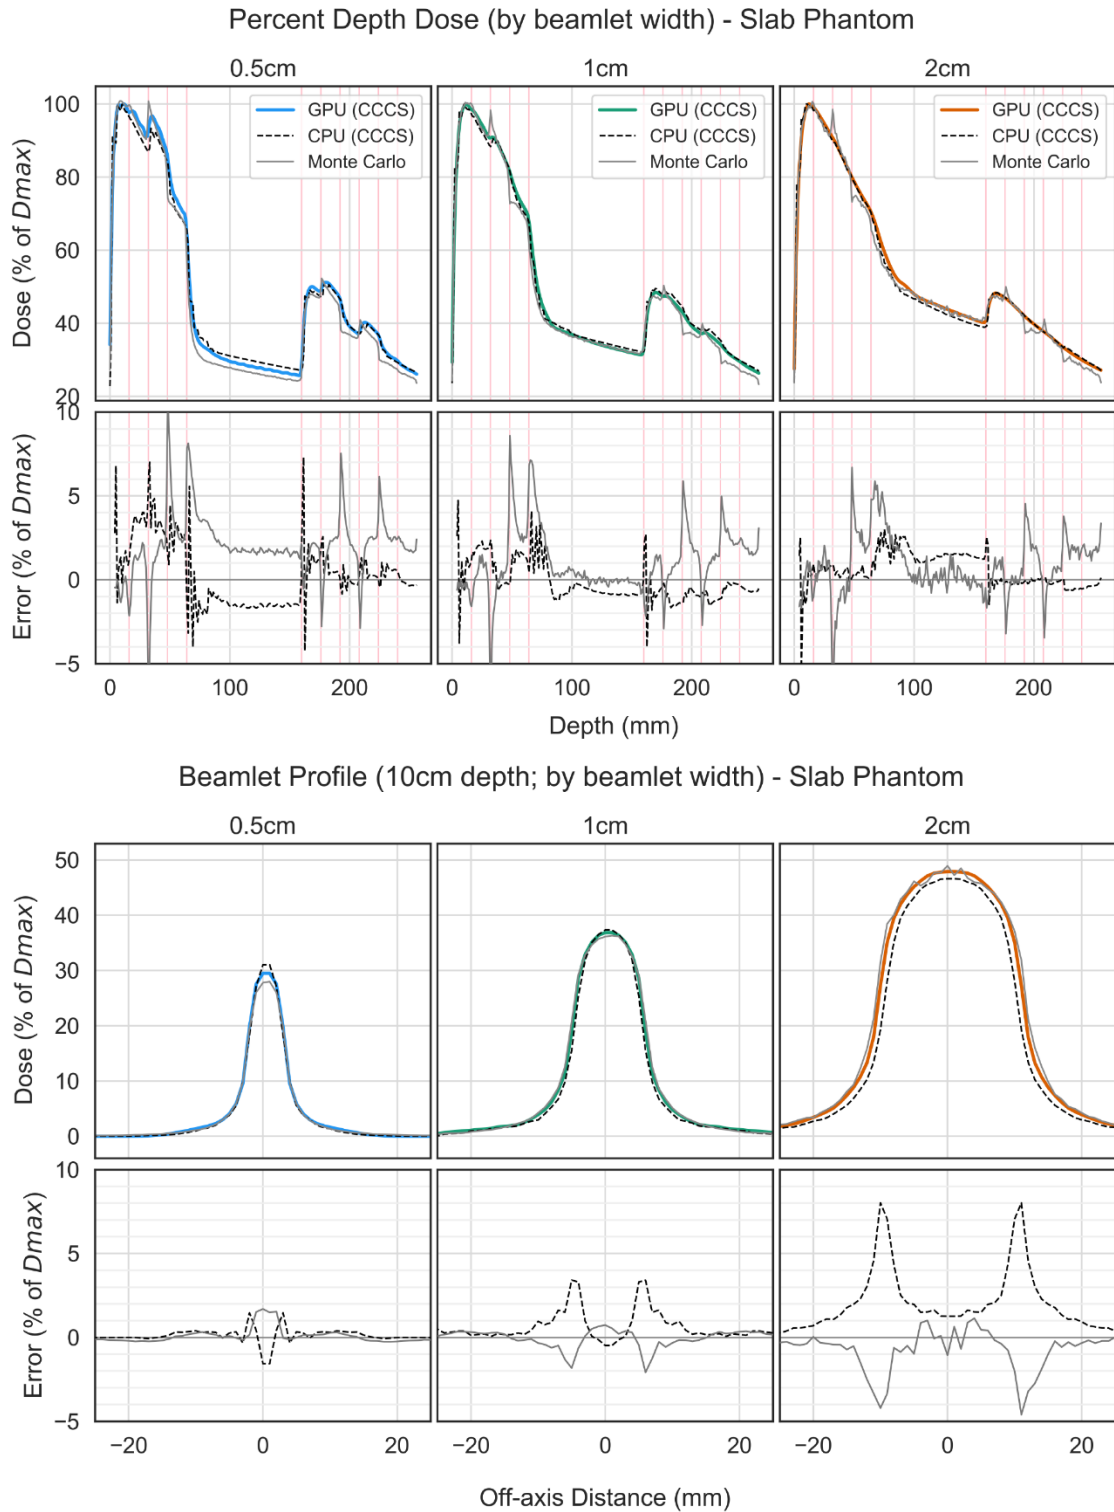 Percent Depth Dose (by beamlet width) - Slab Phantom
0.5cm 1cm 2cm
GPU (CCCS)
CPU (CCCS)
Monte Carlo
GPU (CCCS)
CPU (CCCS)
Monte Carlo
GPU (CCCS)
CPU (CCCS)
Monte Carlo
Dose (% of Dmax)
100
80
60
40
20
Error (% of Dmax)
10
5
0
−5
0 100 200 0 100 200 0 100 200
Depth (mm)
Beamlet Profile (10cm depth; by beamlet width) - Slab Phantom
0.5cm 1cm 2cm
Dose (% of Dmax)
50
40
30
20
10
0
Error (% of Dmax)
10
5
0
−5
−20 0 20 −20 0 20 −20 0 20
Off-axis Distance (mm)